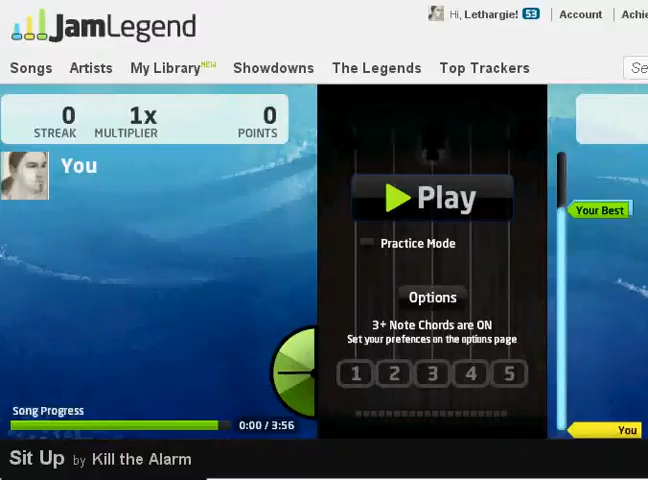 JamLegend
Hi, Lethargie! 53 Account Achie
Songs Artists My Library NEW Showdowns The Legends Top Trackers Se
0 1x 0
STREAK MULTIPLIER POINTS
You
Play
Your Best
Practice Mode
Options
3+ Note Chords are ON
Set your prefences on the options page
1 2 3 4 5
Song Progress
0:00 / 3:56
You
Sit Up by Kill the Alarm